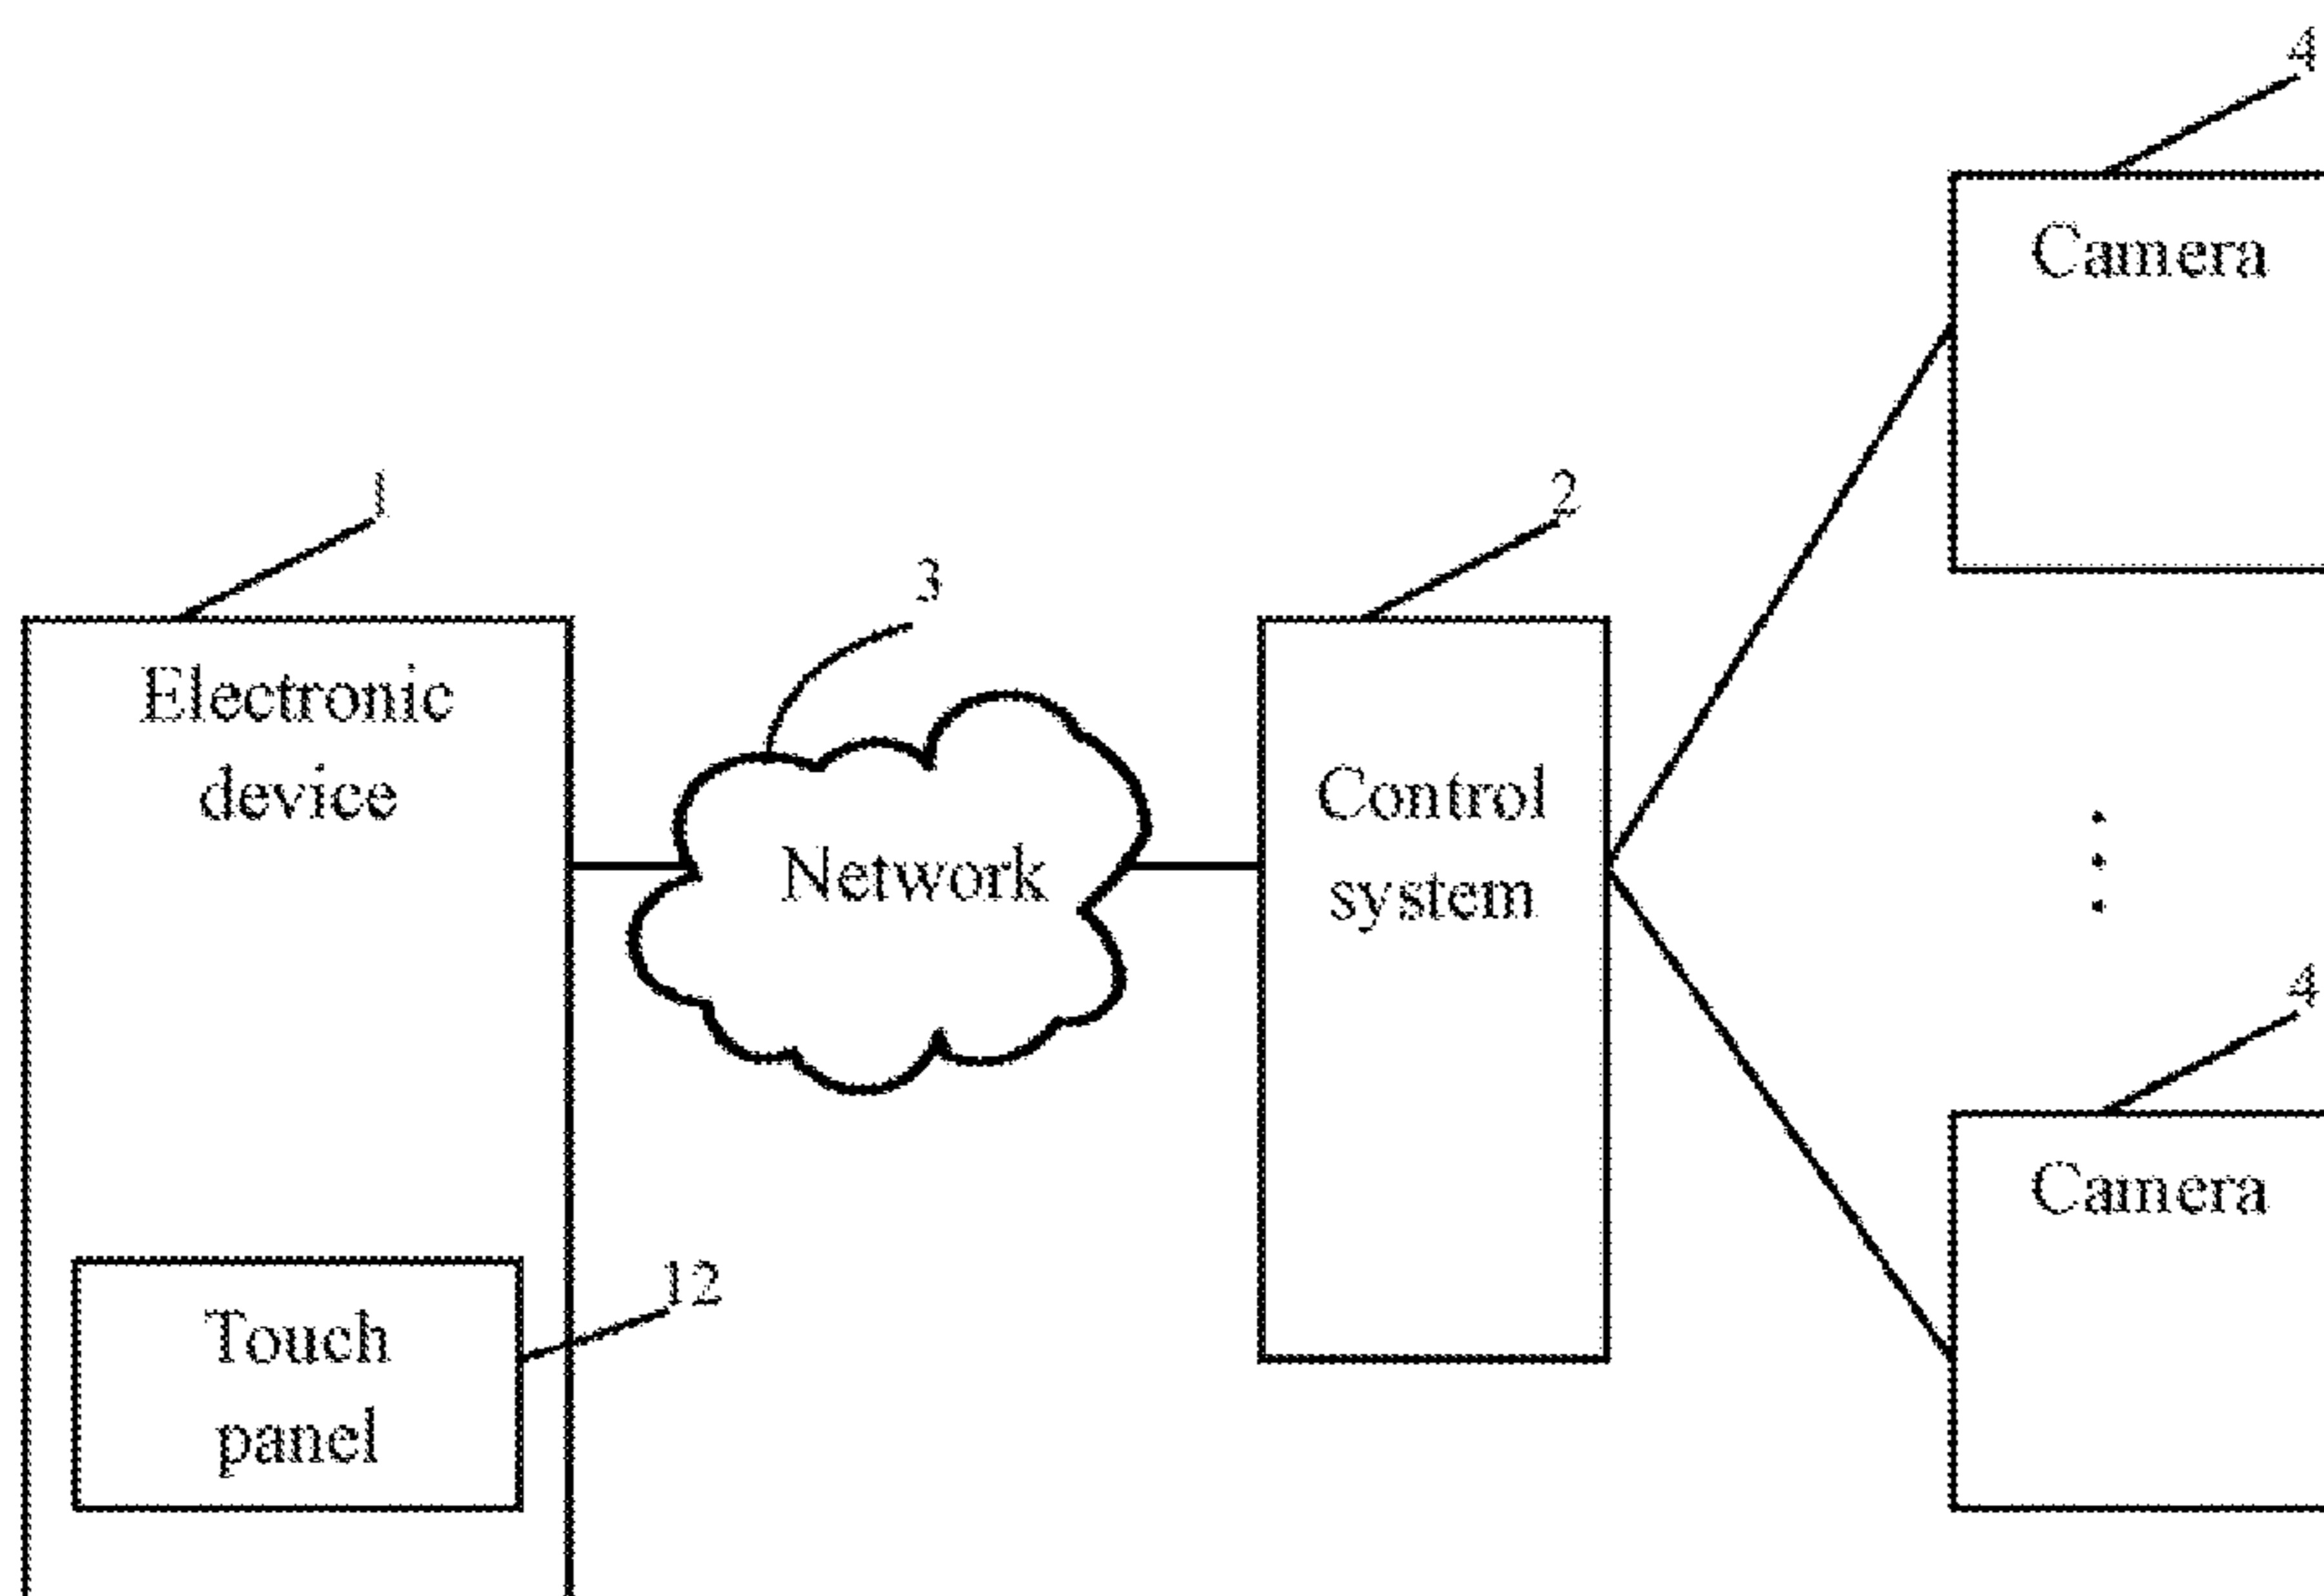 4
Camera
1
2
3
Electronic
device
Control
system
Network
4
Camera
12
Touch
panel